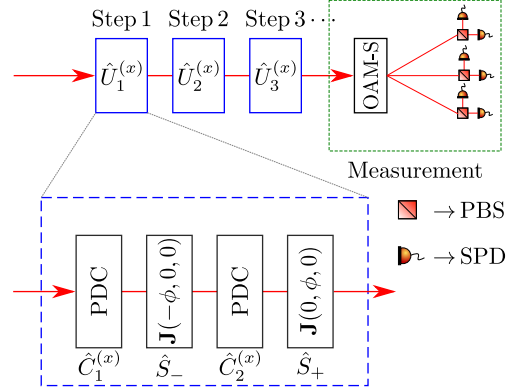 Step 1 Step 2 Step 3 ···
Û₁⁽ˣ⁾ Û₂⁽ˣ⁾ Û₃⁽ˣ⁾ OAM-S
Measurement
→ PBS
→ SPD
PDC J(−ϕ, 0, 0) PDC J(0, ϕ, 0)
Ĉ₁⁽ˣ⁾ Ŝ₋ Ĉ₂⁽ˣ⁾ Ŝ₊